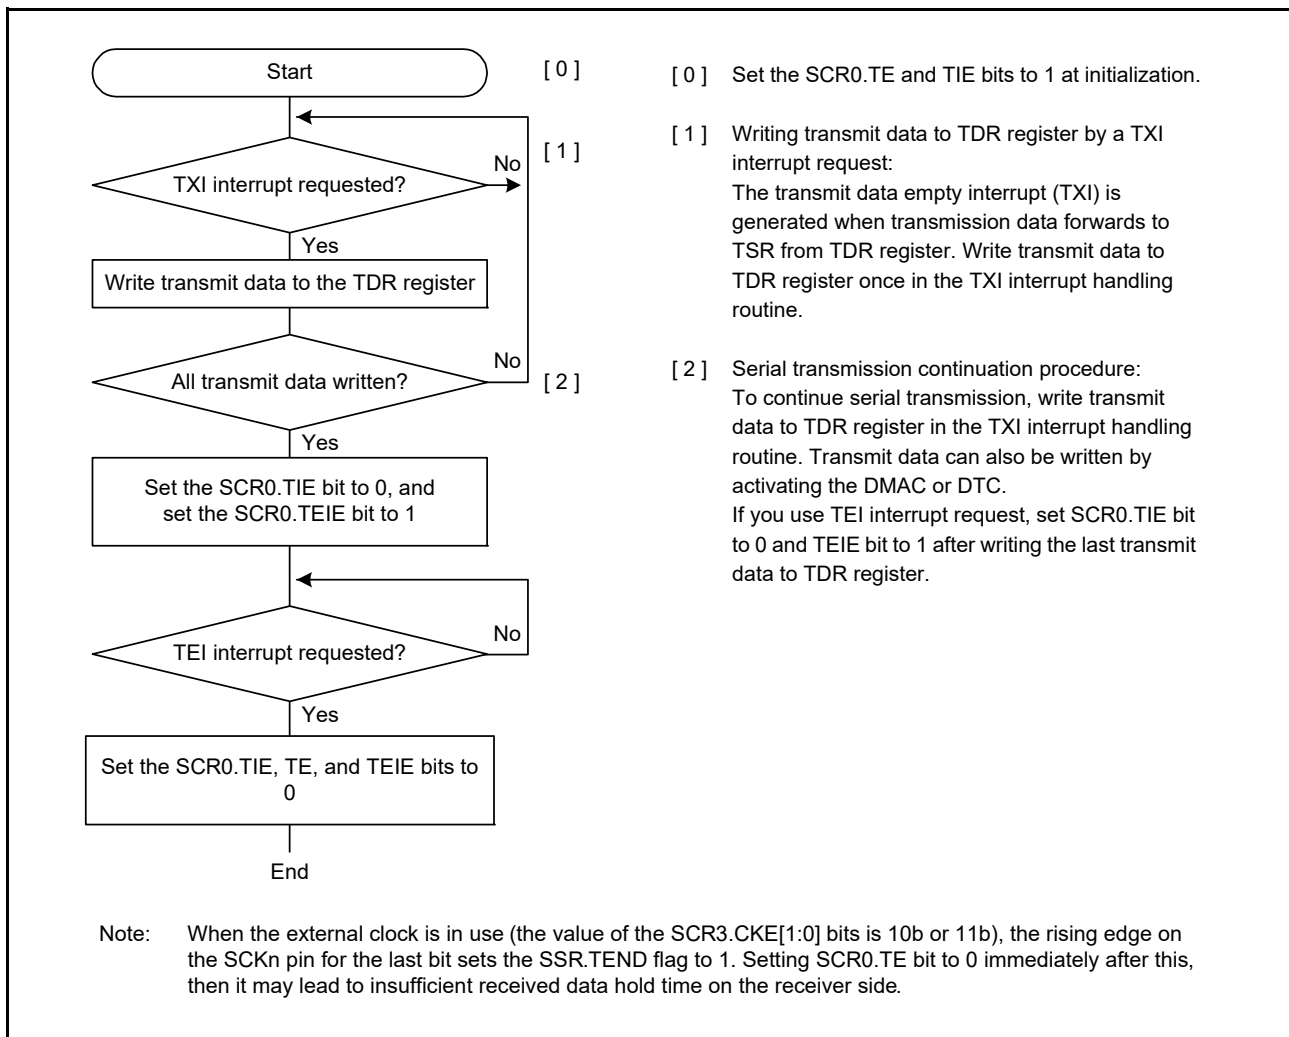 Start
[ 0 ]
TXI interrupt requested?
No
[ 1 ]
Yes
Write transmit data to the TDR register
All transmit data written?
No
[ 2 ]
Yes
Set the SCR0.TIE bit to 0, and
set the SCR0.TEIE bit to 1
TEI interrupt requested?
No
Yes
Set the SCR0.TIE, TE, and TEIE bits to
0
End
[ 0 ] Set the SCR0.TE and TIE bits to 1 at initialization.
[ 1 ] Writing transmit data to TDR register by a TXI
interrupt request:
The transmit data empty interrupt (TXI) is
generated when transmission data forwards to
TSR from TDR register. Write transmit data to
TDR register once in the TXI interrupt handling
routine.
[ 2 ] Serial transmission continuation procedure:
To continue serial transmission, write transmit
data to TDR register in the TXI interrupt handling
routine. Transmit data can also be written by
activating the DMAC or DTC.
If you use TEI interrupt request, set SCR0.TIE bit
to 0 and TEIE bit to 1 after writing the last transmit
data to TDR register.
Note: When the external clock is in use (the value of the SCR3.CKE[1:0] bits is 10b or 11b), the rising edge on
the SCKn pin for the last bit sets the SSR.TEND flag to 1. Setting SCR0.TE bit to 0 immediately after this,
then it may lead to insufficient received data hold time on the receiver side.